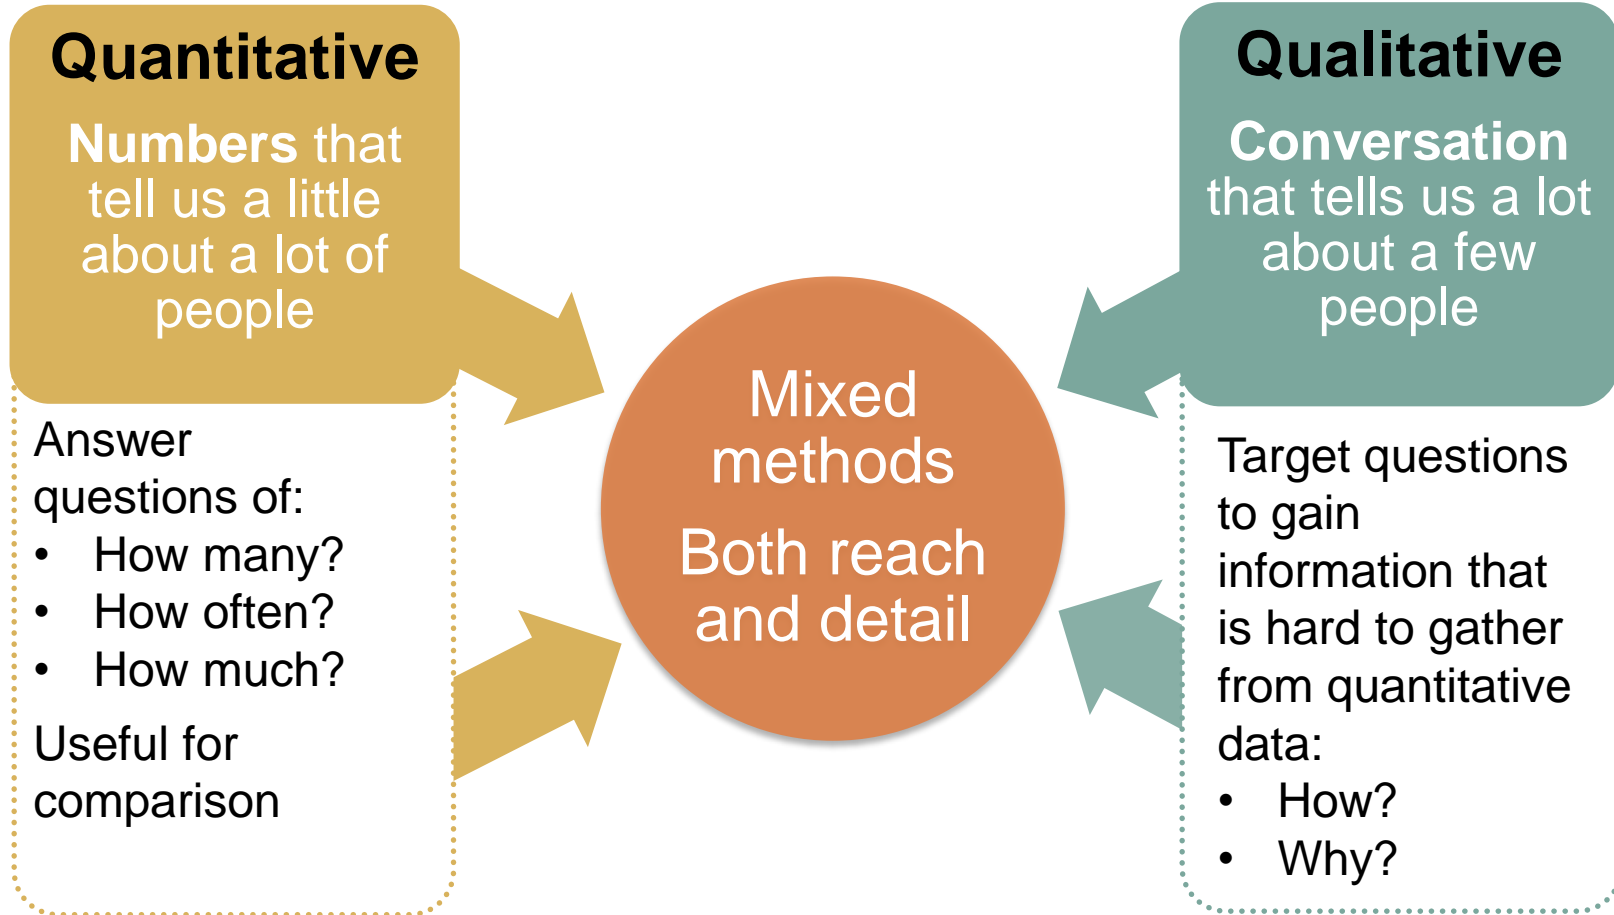 Quantitative
Numbers that
tell us a little
about a lot of
people
Answer
questions of:
• How many?
• How often?
• How much?
Useful for
comparison
Mixed
methods
Both reach
and detail
Qualitative
Conversation
that tells us a lot
about a few
people
Target questions
to gain
information that
is hard to gather
from quantitative
data:
• How?
• Why?